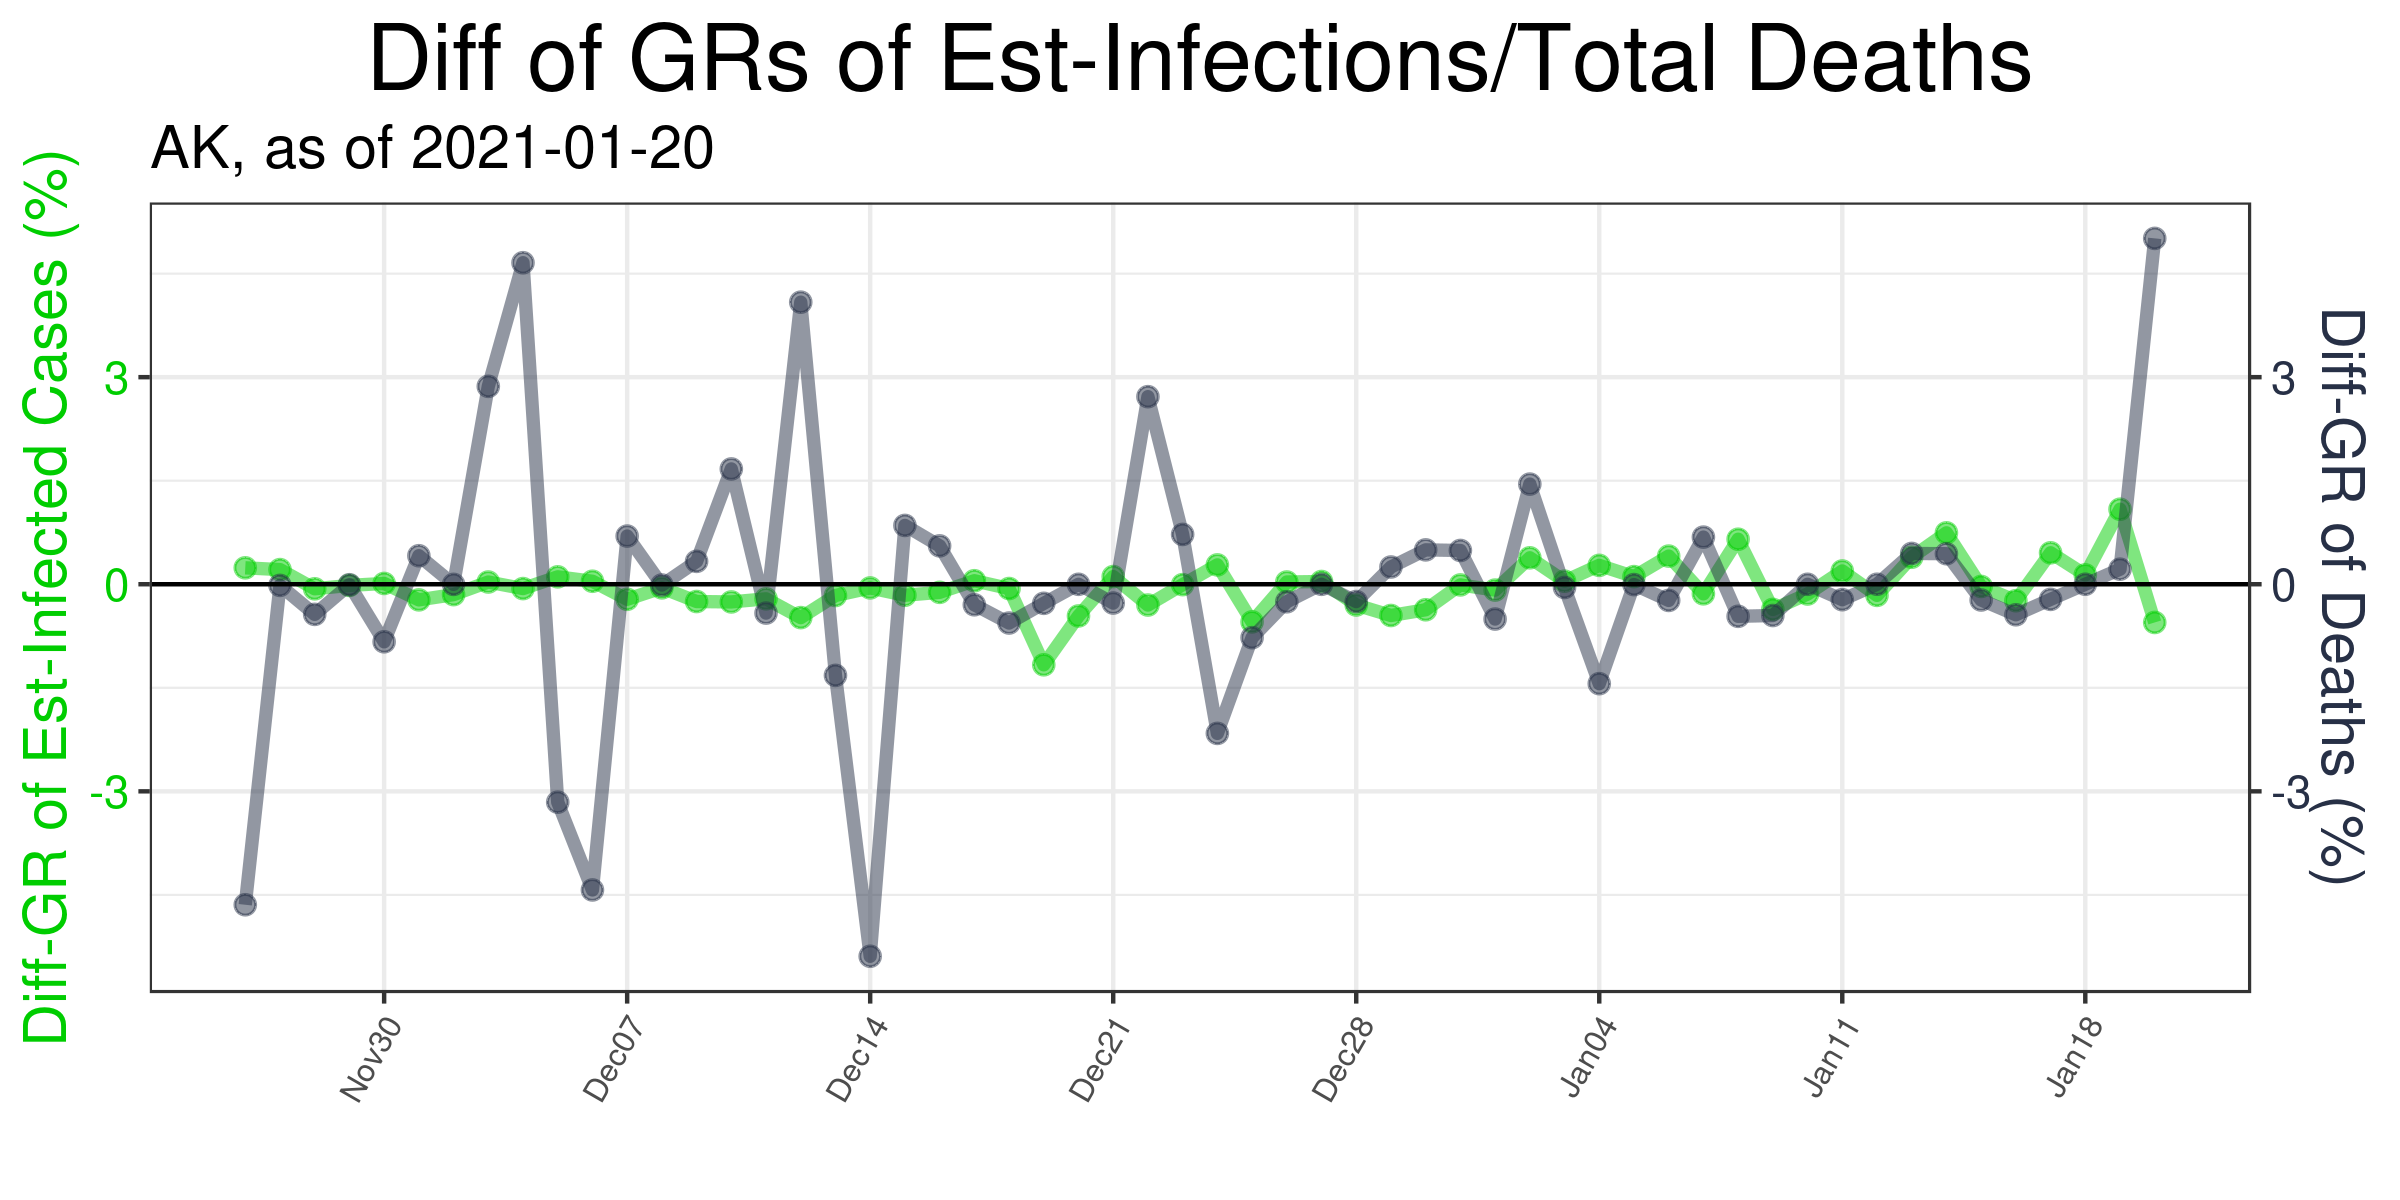 Diff of GRs of Est-Infections/Total Deaths
AK, as of 2021-01-20
Diff-GR of Est-Infected Cases (%)
3
0
-3
3
0
-3
Diff-GR of Deaths (%)
Nov30
Dec07
Dec14
Dec21
Dec28
Jan04
Jan11
Jan18